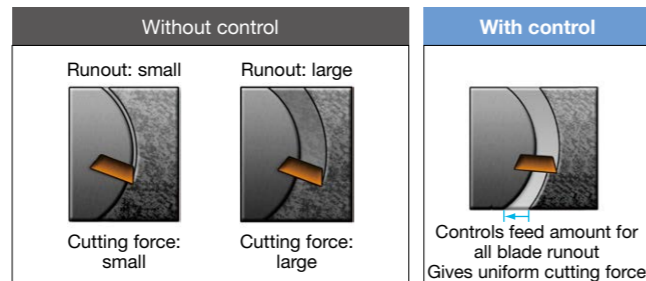 Without control
With control
Runout: small
Runout: large
Cutting force:
small
Cutting force:
large
Controls feed amount for
all blade runout
Gives uniform cutting force